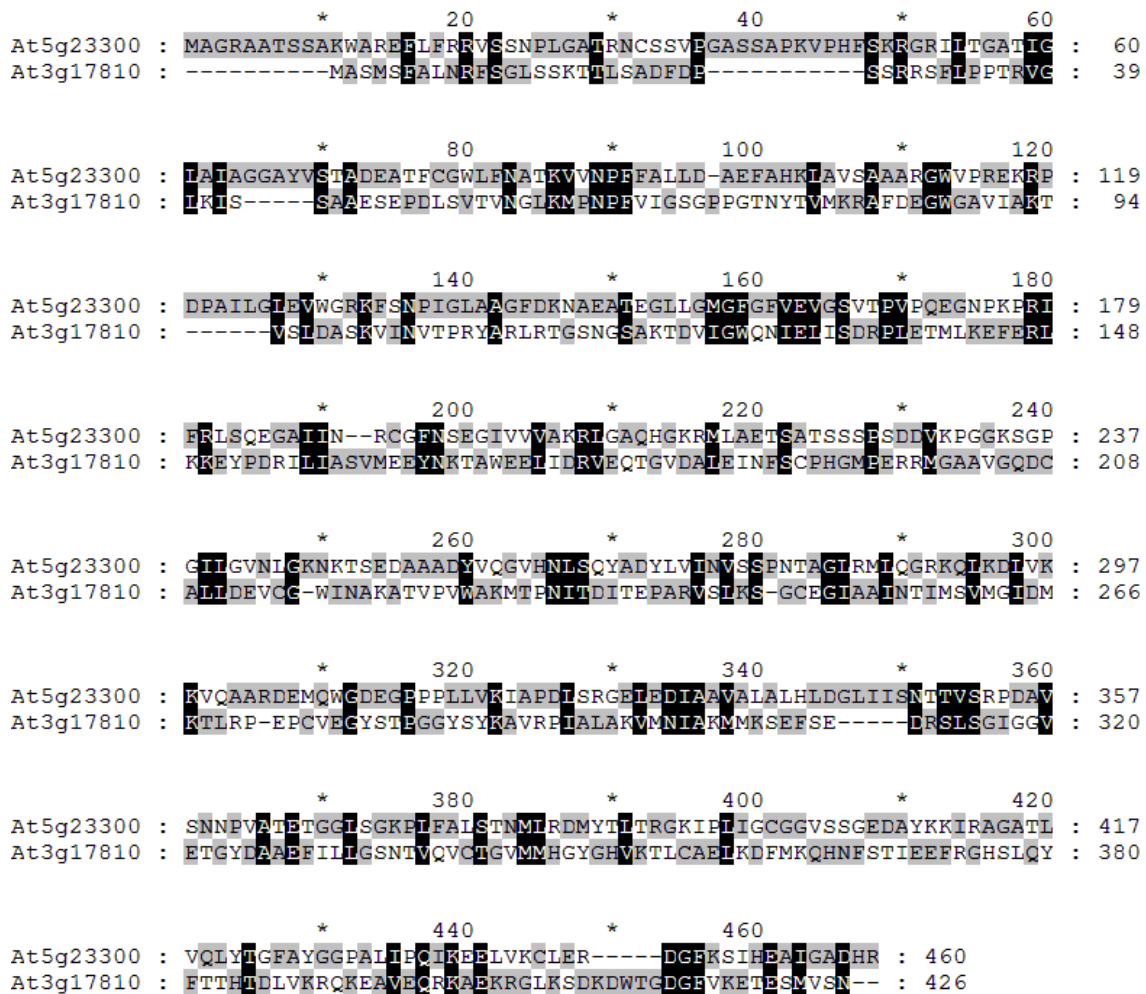 * 20 * 40 * 60
At5g23300 : MAGRAATSSAKWAREFLFRRVSSNPLGATRNCSSVPGASSAPKVPHFSKRGRILTGATIG : 60
At3g17810 : ----------MASMSFALNRFSGLSSKTTLSADFDP-----------SSRRSFLPPTRVG : 39
* 80 * 100 * 120
At5g23300 : LAIAGGAYVSTADEATFCGWLFNATKVVNPFFALLD-AEFAHKLAVSAAARGWVPREKRP : 119
At3g17810 : LKIS-----SAAESEPDLSVTVNGLKMPNPFVIGSGPPGTNYTVMKRAFDEGWGAVIAKT : 94
* 140 * 160 * 180
At5g23300 : DPAILGLEVWGRKFSNPIGLAAGFDKNAEATEGLLGMGFGFVEVGSVTPVPQEGNPKPRI : 179
At3g17810 : ------VSLDASKVINVTPRYARLRTGSNGSAKTDVIGWQNIELISDRPLETMLKEFERL : 148
* 200 * 220 * 240
At5g23300 : FRLSQEGAIIN--RCGFNSEGIVVVAKRLGAQHGKRMLAETSATSSSPSDDVKPGGKSGP : 237
At3g17810 : KKEYPDRILIASVMEEYNKTAWEELIDRVEQTGVDALEINFSCPHGMPERRMGAAVGQDC : 208
* 260 * 280 * 300
At5g23300 : GILGVNLGKNKTSEDAAADYVQGVHNLSQYADYLVINVSSPNTAGLRMLQGRKQLKDLVK : 297
At3g17810 : ALLDEVCG-WINAKATVPVWAKMTPNITDITEPARVSLKS-GCEGIAAINTIMSVMGIDM : 266
* 320 * 340 * 360
At5g23300 : KVQAARDEMQWGDEGPPPLLVKIAPDLSRGELEDIAAVALALHLDGLIISNTTVSRPDAV : 357
At3g17810 : KTLRP-EPCVEGYSTPGGYSYKAVRPIALAKVMNIAKMMKSEFSE-----DRSLSGIGGV : 320
* 380 * 400 * 420
At5g23300 : SNNPVATETGGLSGKPLFALSTNMLRDMYTLTRGKIPLIGCGGVSSGEDAYKKIRAGATL : 417
At3g17810 : ETGYDAAEFILLGSNTVQVCTGVMMHGYGHVKTLCAELKDFMKQHNFSTIEEFRGHSLQY : 380
* 440 * 460
At5g23300 : VQLYTGFAYGGPALIPQIKEELVKCLER-----DGFKSIHEAIGADHR : 460
At3g17810 : FTTHTDLVKRQKEAVEQRKAEKRGLKSDKDWTGDGFVKETESMVSN-- : 426